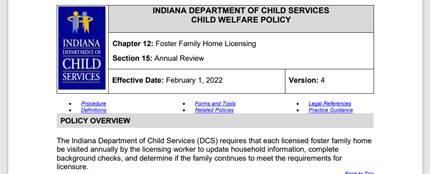 INDIANA DEPARTMENT OF CHILD SERVICES
CHILD WELFARE POLICY
INDIANA
DEPARTMENT OF
CHILD
SERVICES
Chapter 12: Foster Family Home Licensing
Section 15: Annual Review
Effective Date: February 1, 2022
Version: 4
Procedure
Forms and Tools
Legal References
Definitions
Related Policies
Practice Guidance
POLICY OVERVIEW
The Indiana Department of Child Services (DCS) requires that each licensed foster family home
be visited annually by the licensing worker to update household information, complete
background checks, and determine if the family continues to meet the requirements for
licensure.
Back to Top